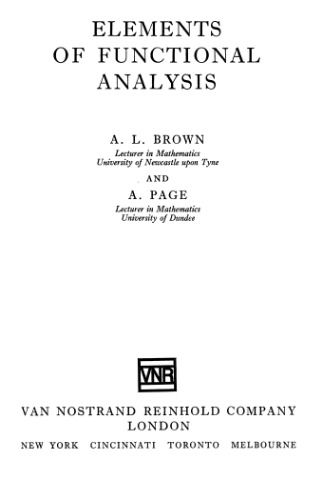 ELEMENTS
OF FUNCTIONAL
ANALYSIS
A. L. BROWN
Lecturer in Mathematics
University of Newcastle upon Tyne
AND
A. PAGE
Lecturer in Mathematics
University of Dundee
VNR
VAN NOSTRAND REINHOLD COMPANY
LONDON
NEW YORK CINCINNATI TORONTO MELBOURNE